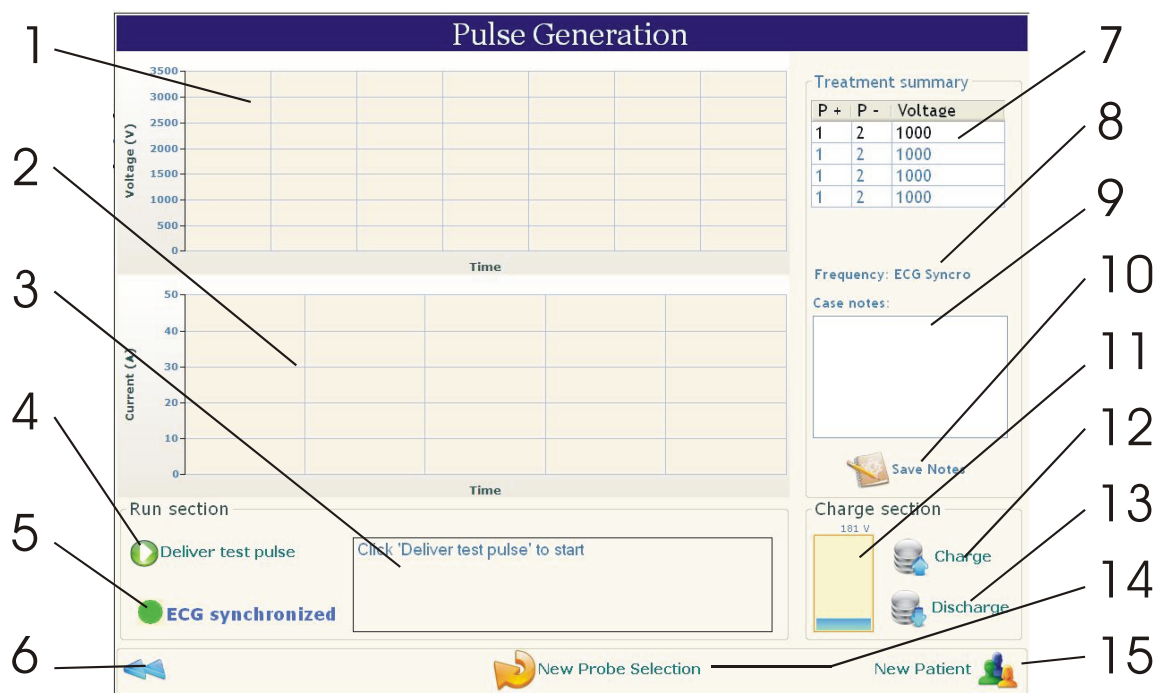 Pulse Generation
1
2
3
4
5
6
7
8
9
10
11
12
13
14
15
Voltage (V)
3500
3000
2500
2000
1500
1000
500
0
Time
Current (A)
50
40
30
20
10
0
Time
Treatment summary
P + P - Voltage
1 2 1000
1 2 1000
1 2 1000
1 2 1000
Frequency: ECG Syncro
Case notes:
Save Notes
Run section
Deliver test pulse
ECG synchronized
Click 'Deliver test pulse' to start
Charge section
181 V
Charge
Discharge
New Probe Selection
New Patient